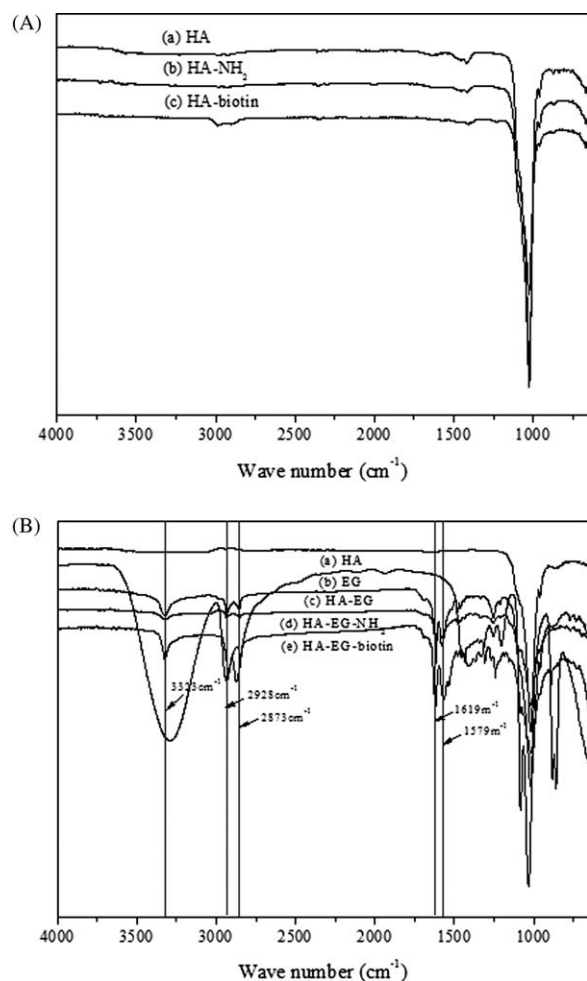 (A)
(a) HA
(b) HA-NH2
(c) HA-biotin
4000 3500 3000 2500 2000 1500 1000
Wave number (cm-1)
(B)
(a) HA
(b) EG
(c) HA-EG
(d) HA-EG-NH2
(e) HA-EG-biotin
3323cm-1
2928cm-1
2873cm-1
1619m-1
1579m-1
4000 3500 3000 2500 2000 1500 1000
Wave number (cm-1)